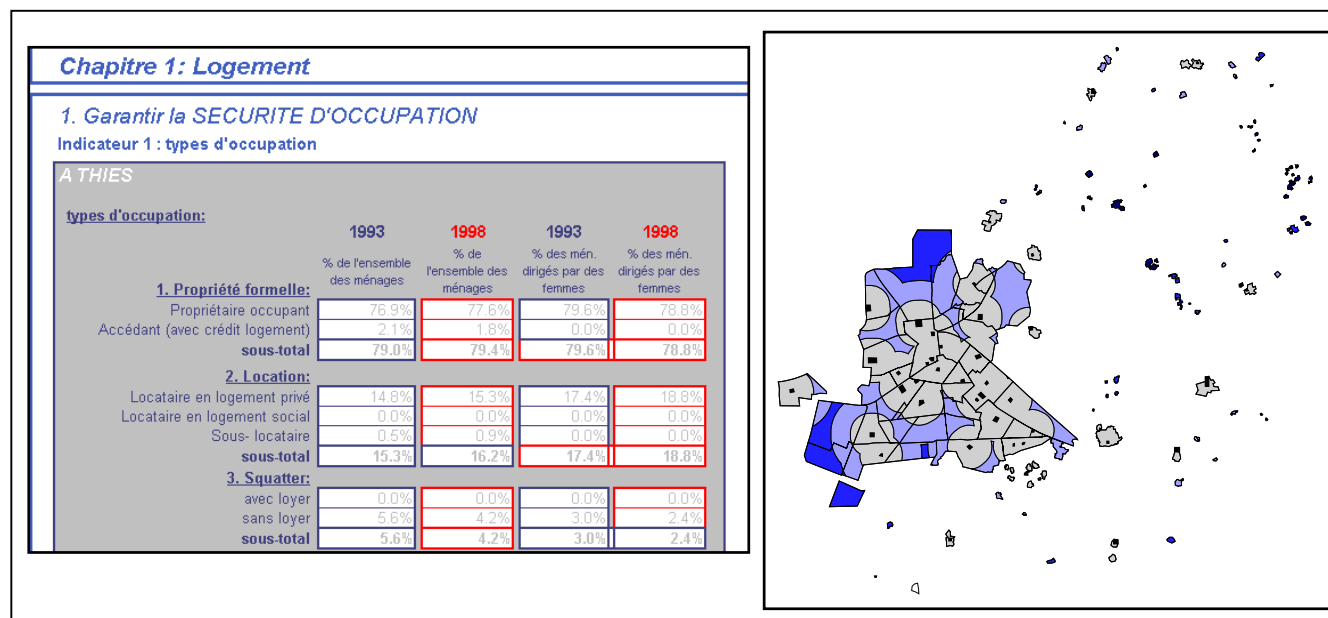 Chapitre 1: Logement
1. Garantir la SECURITE D'OCCUPATION
Indicateur 1 : types d'occupation
A THIES
types d'occupation:
1993 1998 1993 1998
% de l'ensemble des ménages % de l'ensemble des ménages % des mén. dirigés par des femmes % des mén. dirigés par des femmes
1. Propriété formelle:
Propriétaire occupant 76.9% 77.6% 79.6% 78.8%
Accédant (avec crédit logement) 2.1% 1.8% 0.0% 0.0%
sous-total 79.0% 79.4% 79.6% 78.8%
2. Location:
Locataire en logement privé 14.8% 15.3% 17.4% 18.8%
Locataire en logement social 0.0% 0.0% 0.0% 0.0%
Sous- locataire 0.5% 0.9% 0.0% 0.0%
sous-total 15.3% 16.2% 17.4% 18.8%
3. Squatter:
avec loyer 0.0% 0.0% 0.0% 0.0%
sans loyer 5.6% 4.2% 3.0% 2.4%
sous-total 5.6% 4.2% 3.0% 2.4%